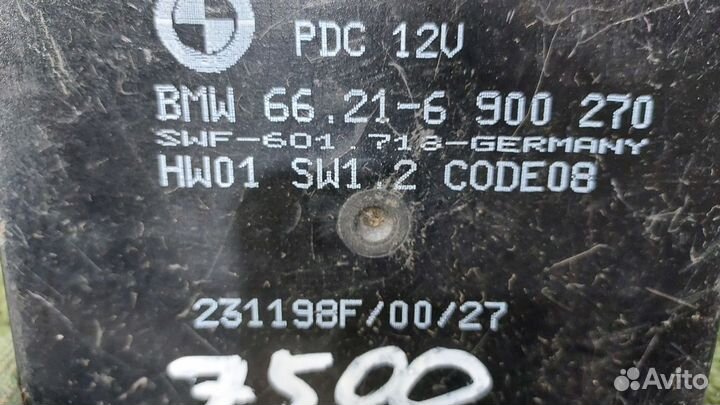 PDC 12V
BMW 66.21-6 900 270
SWF-601.718-GERMANY
HW01 SW1.2 CODE08
231198F/00/27
7500
Avito